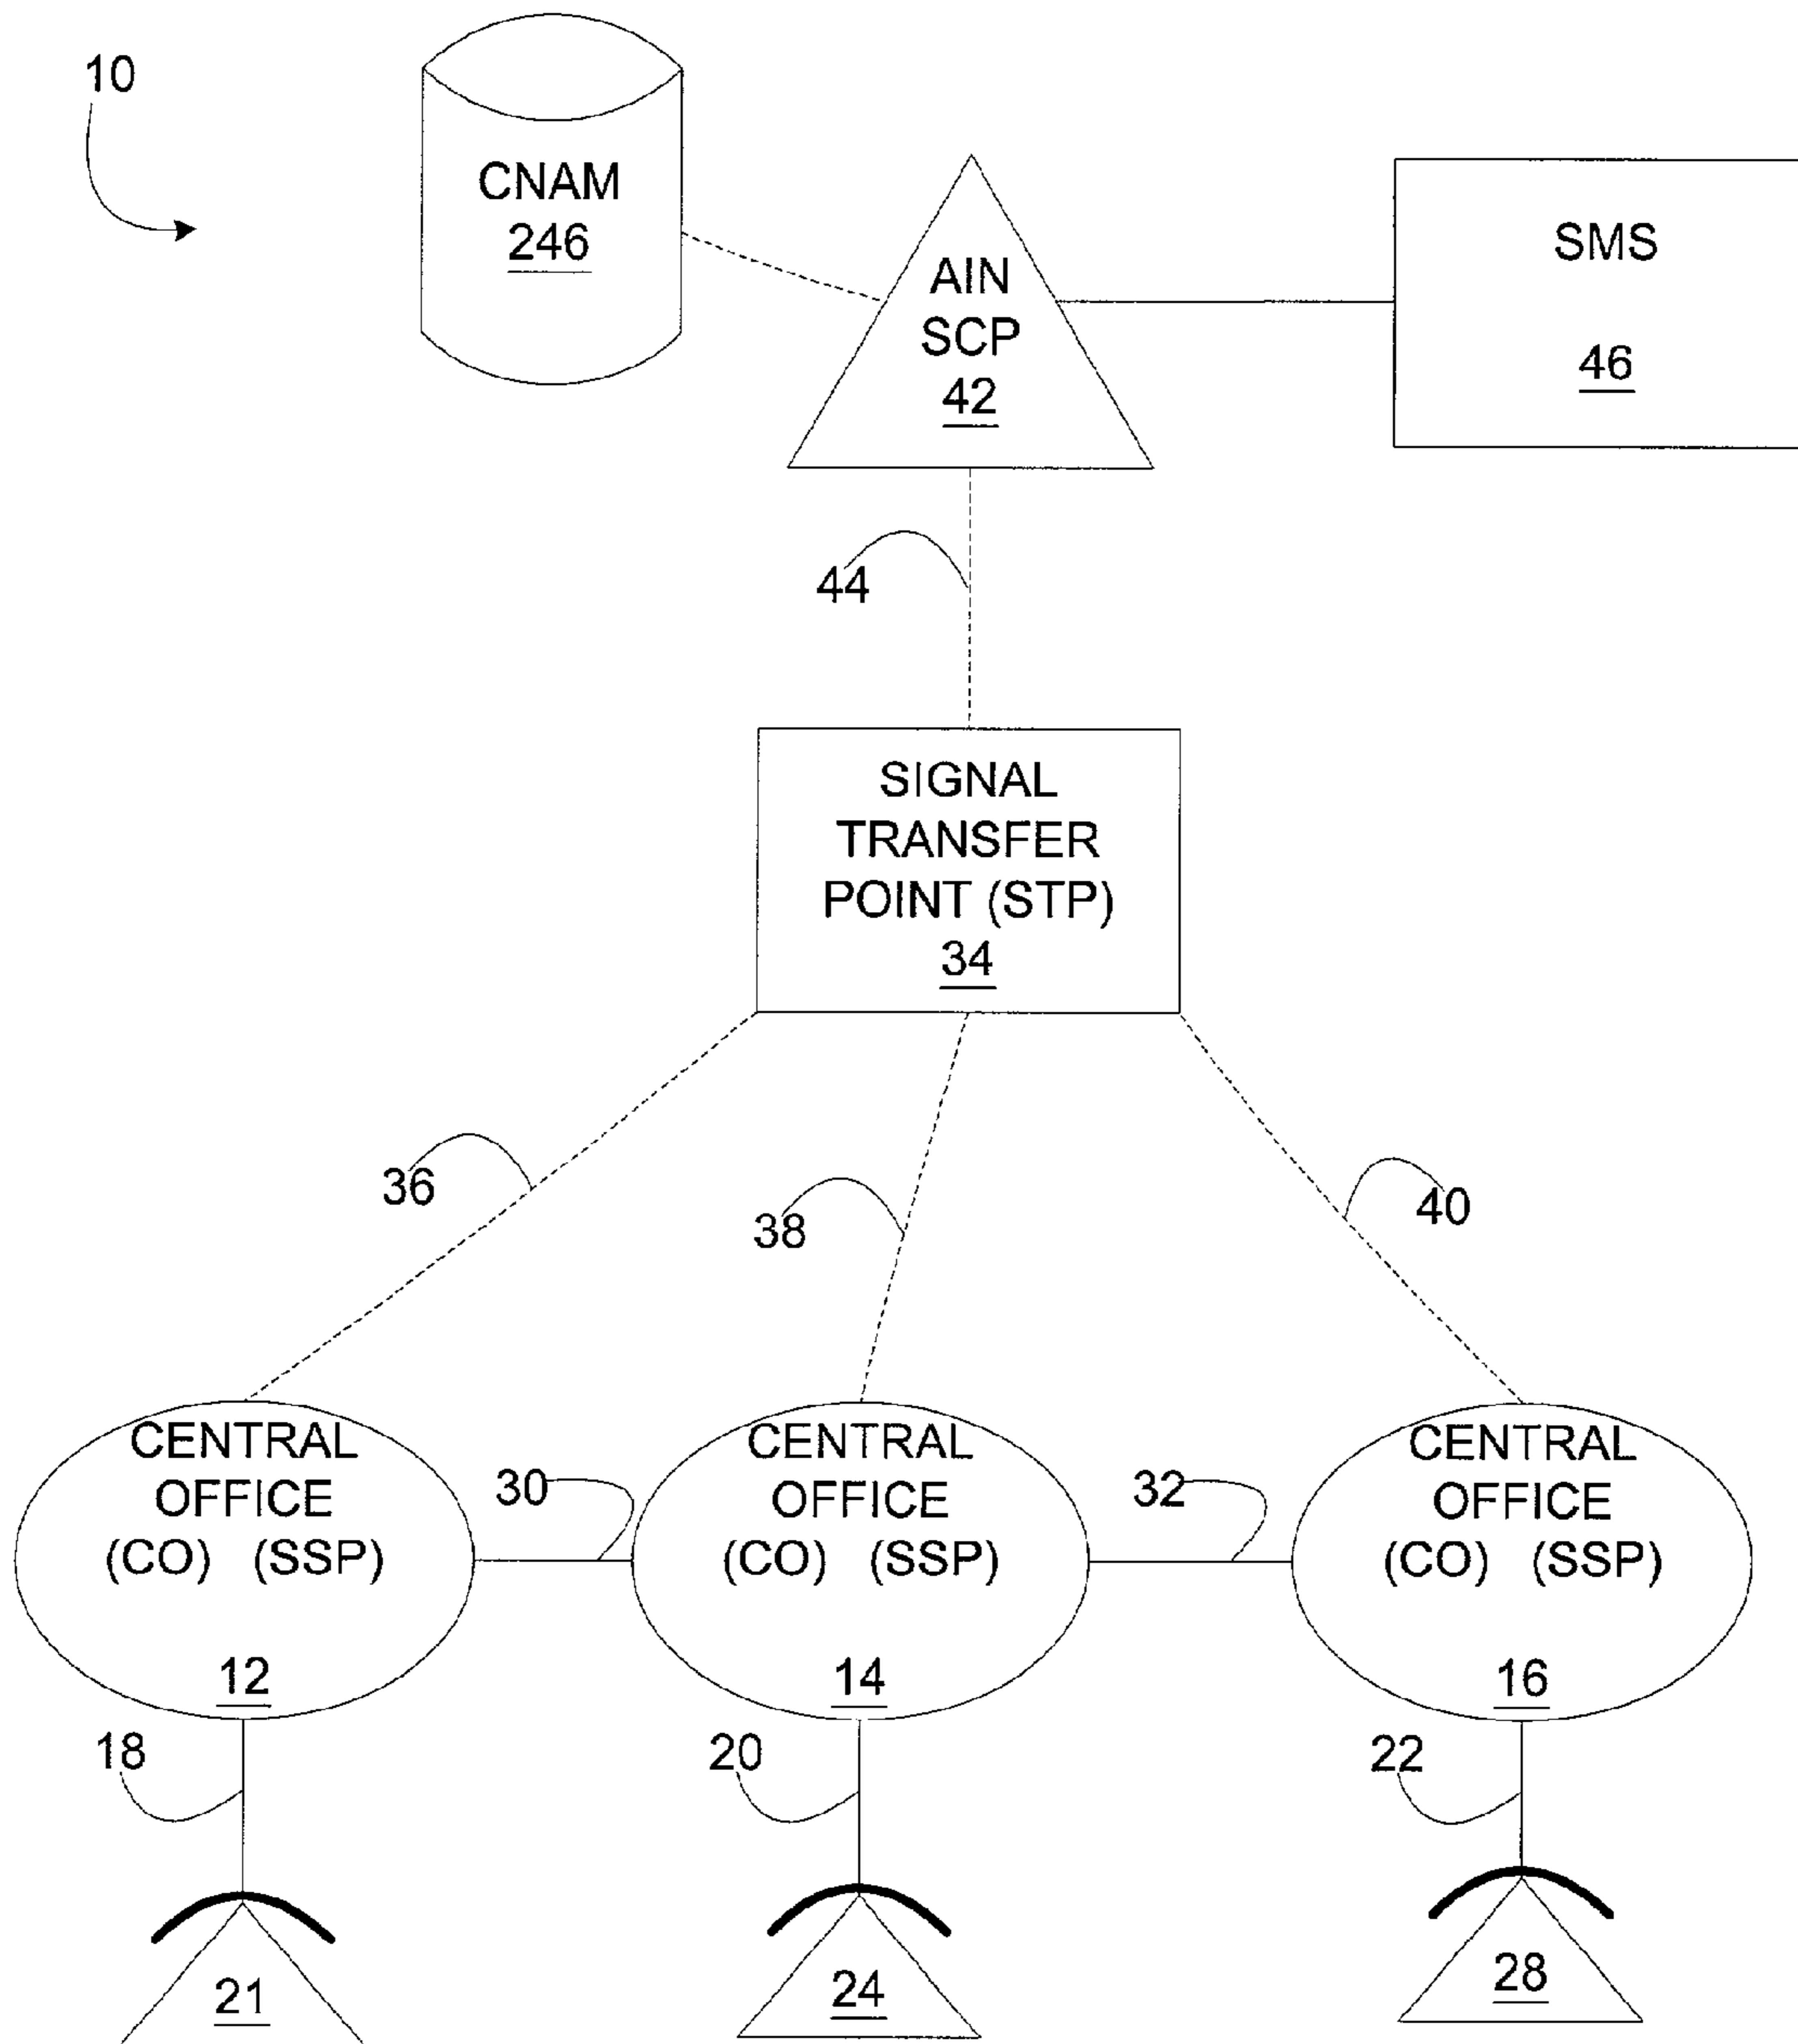 10
CNAM
246
AIN
SCP
42
SMS
46
44
SIGNAL
TRANSFER
POINT (STP)
34
36
38
40
CENTRAL
OFFICE
(CO) (SSP)
12
30
CENTRAL
OFFICE
(CO) (SSP)
14
32
CENTRAL
OFFICE
(CO) (SSP)
16
18
20
22
21
24
28